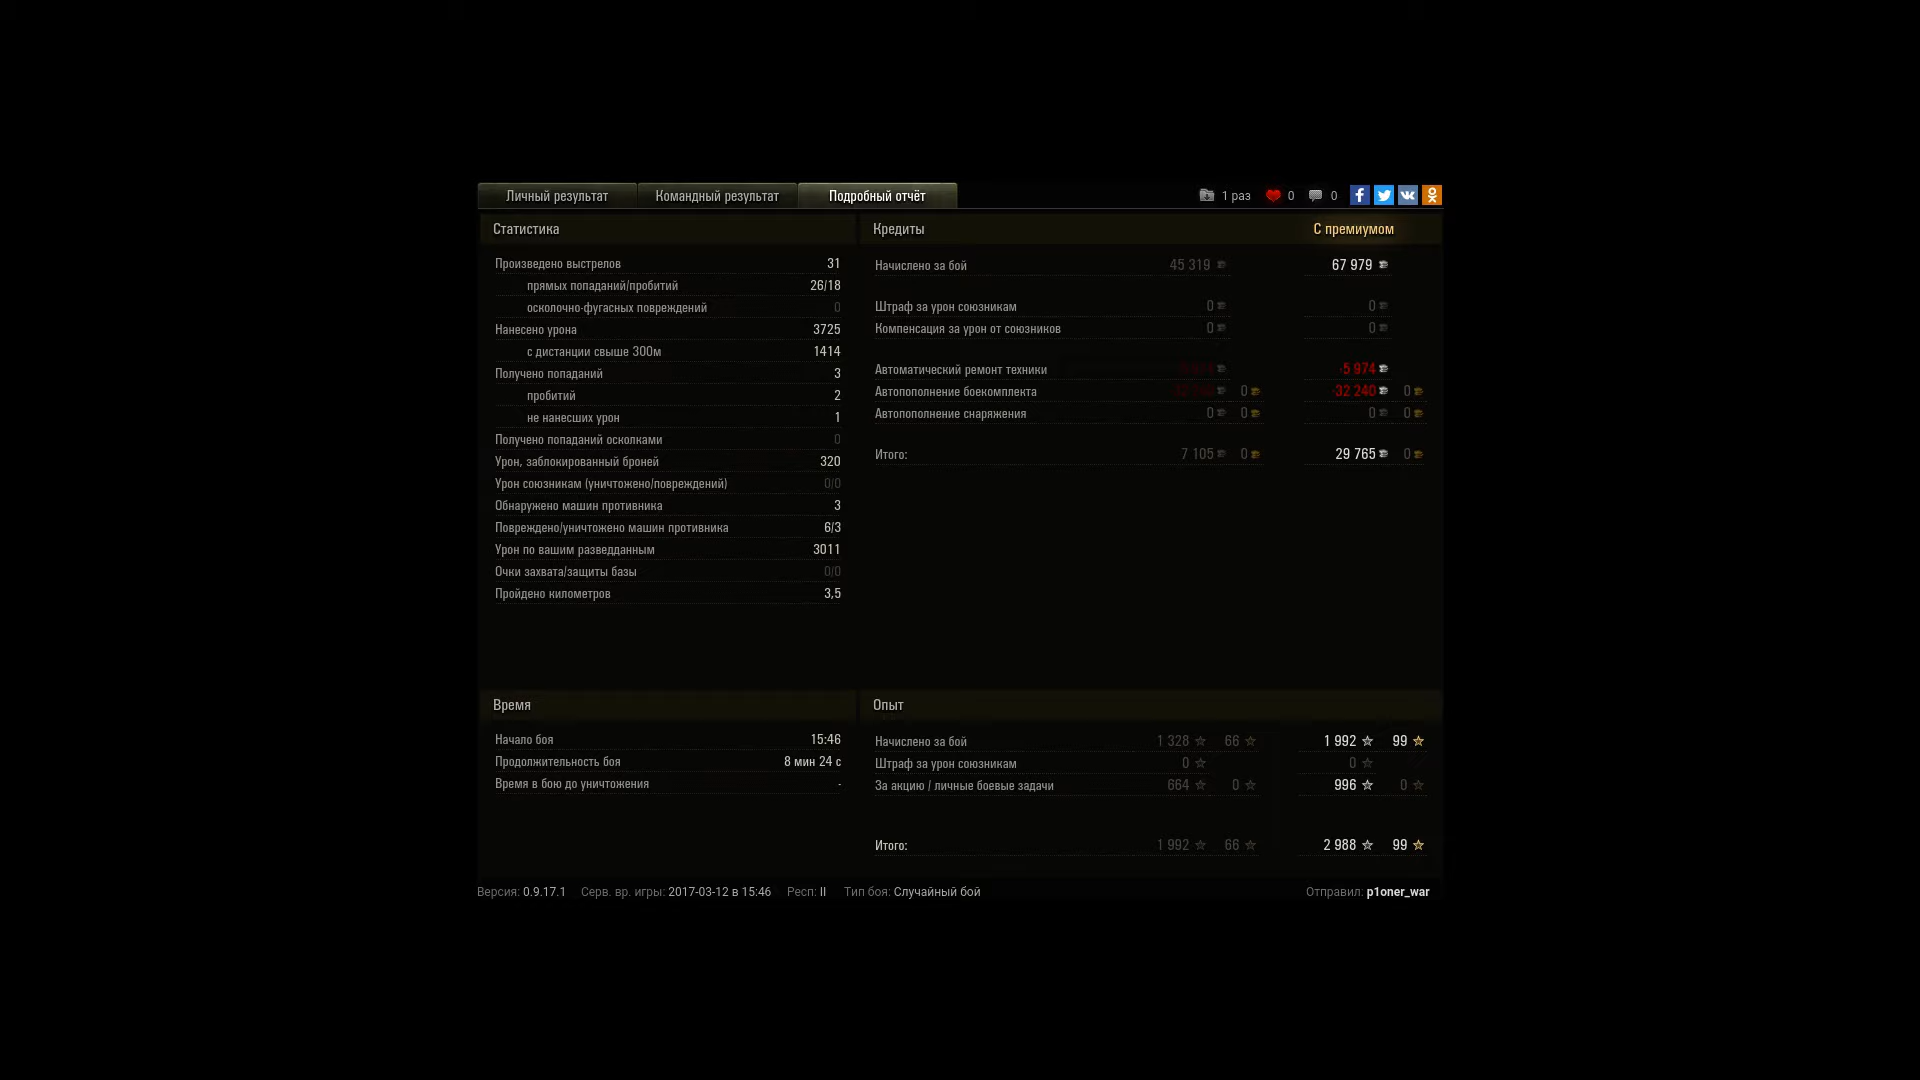 Личный результат Командный результат Подробный отчёт 1 раз 0 0
Статистика
Произведено выстрелов 31
прямых попаданий/пробитий 26/18
осколочно-фугасных повреждений 0
Нанесено урона 3725
с дистанции свыше 300м 1414
Получено попаданий 3
пробитий 2
не нанесших урон 1
Получено попаданий осколками 0
Урон, заблокированный броней 320
Урон союзникам (уничтожено/повреждений) 0/0
Обнаружено машин противника 3
Повреждено/уничтожено машин противника 6/3
Урон по вашим разведданным 3011
Очки захвата/защиты базы 0/0
Пройдено километров 3,5
Кредиты С премиумом
Начислено за бой 45 319 67 979
Штраф за урон союзникам 0 0
Компенсация за урон от союзников 0 0
Автоматический ремонт техники -5 974
Автопополнение боекомплекта 0 -32 240 0
Автопополнение снаряжения 0 0 0 0
Итого: 7 105 0 29 765 0
Время
Начало боя 15:46
Продолжительность боя 8 мин 24 с
Время в бою до уничтожения -
Опыт
Начислено за бой 1 328 66 1 992 99
Штраф за урон союзникам 0 0
За акцию / личные боевые задачи 664 0 996 0
Итого: 1 992 66 2 988 99
Версия: 0.9.17.1 Серв. вр. игры: 2017-03-12 в 15:46 Респ: II Тип боя: Случайный бой Отправил: p1oner_war